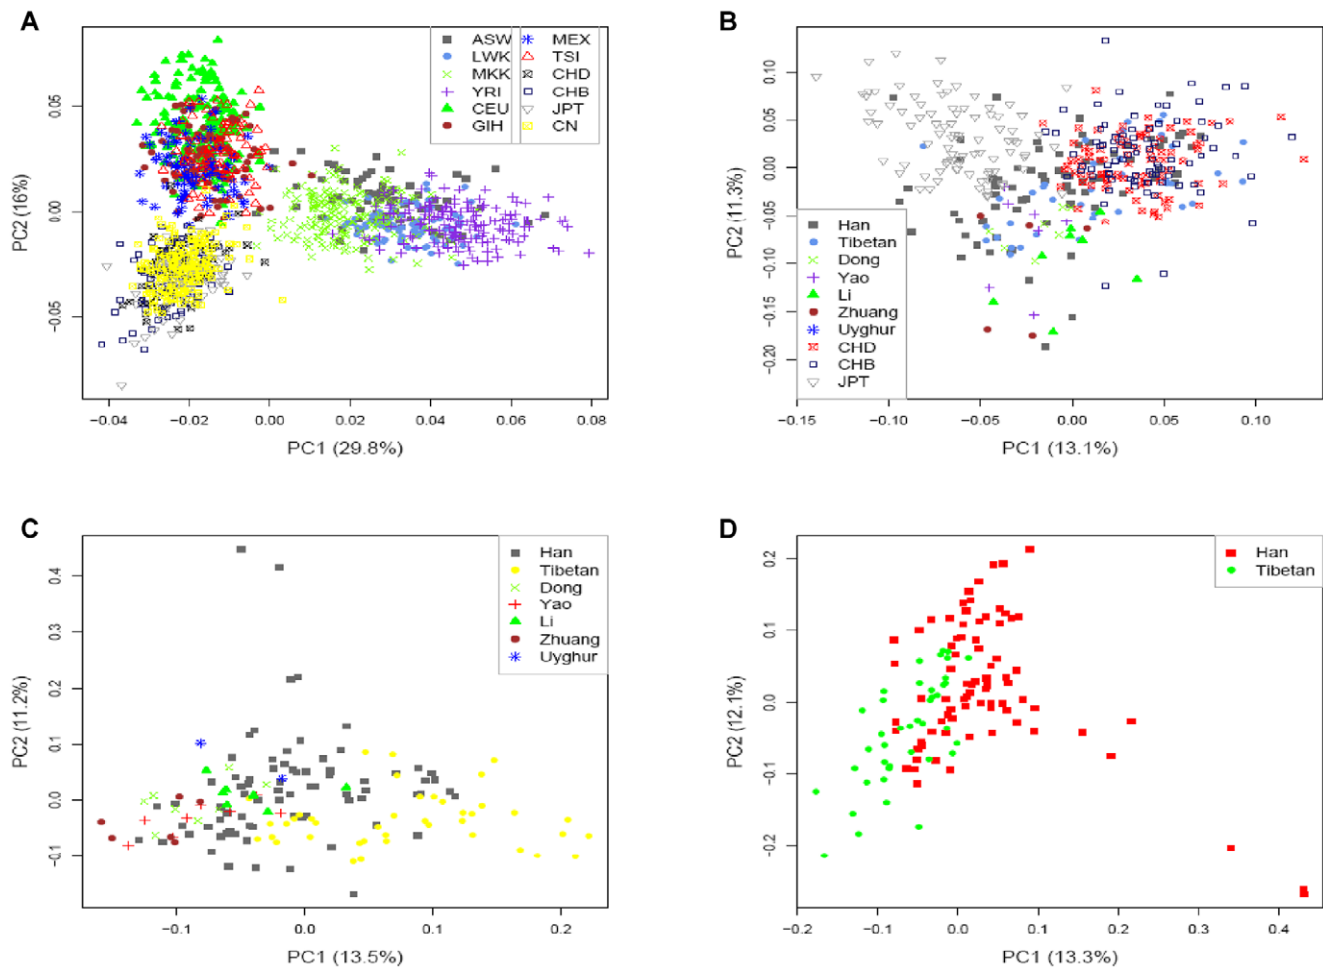 A
ASW MEX
LWK TSI
MKK CHD
YRI CHB
CEU JPT
GIH CN
PC2 (16%)
0.05
0.00
−0.05
−0.04 −0.02 0.00 0.02 0.04 0.06 0.08
PC1 (29.8%)
B
PC2 (11.3%)
0.10
0.05
0.00
−0.05
−0.10
−0.15
−0.20
Han
Tibetan
Dong
Yao
Li
Zhuang
Uyghur
CHD
CHB
JPT
−0.15 −0.10 −0.05 0.00 0.05 0.10
PC1 (13.1%)
C
Han
Tibetan
Dong
Yao
Li
Zhuang
Uyghur
PC2 (11.2%)
0.4
0.3
0.2
0.1
0.0
−0.1
−0.1 0.0 0.1 0.2
PC1 (13.5%)
D
Han
Tibetan
PC2 (12.1%)
0.2
0.1
0.0
−0.1
−0.2
−0.2 −0.1 0.0 0.1 0.2 0.3 0.4
PC1 (13.3%)